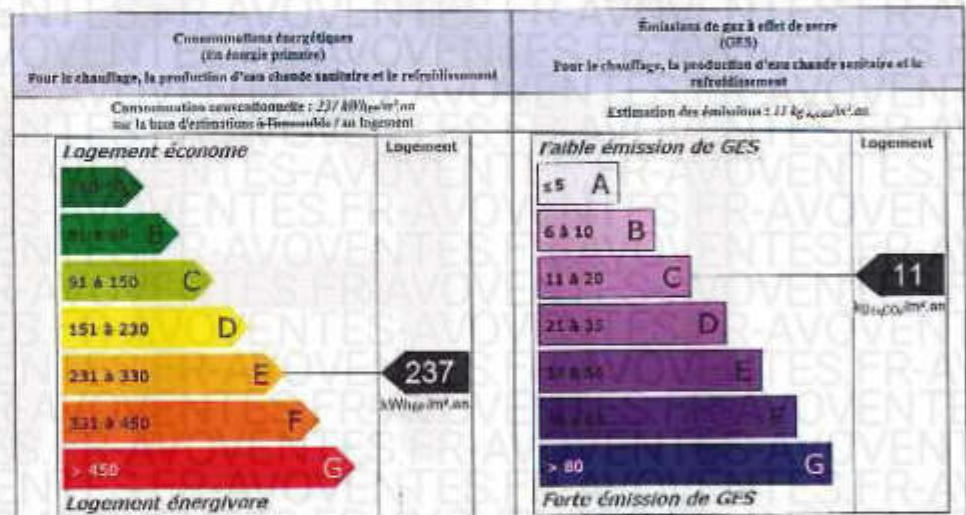 Consommations énergétiques
(en énergie primaire)
Pour le chauffage, la production d'eau chaude sanitaire et le refroidissement
Consommation conventionnelle : 237 kWhEP/m².an
sur la base d'estimations à l'immeuble / au logement
Logement économe
Logement
A
B
91 à 150 C
151 à 230 D
231 à 330 E
237
kWhEP/m².an
331 à 450 F
> 450 G
Logement énergivore
Émissions de gaz à effet de serre
(GES)
Pour le chauffage, la production d'eau chaude sanitaire et le
refroidissement
Estimation des émissions : 11 kg éqCO2/m².an
Faible émission de GES
Logement
≤ 5 A
6 à 10 B
11 à 20 C
11
kgéqCO2/m².an
21 à 35 D
E
F
> 80 G
Forte émission de GES